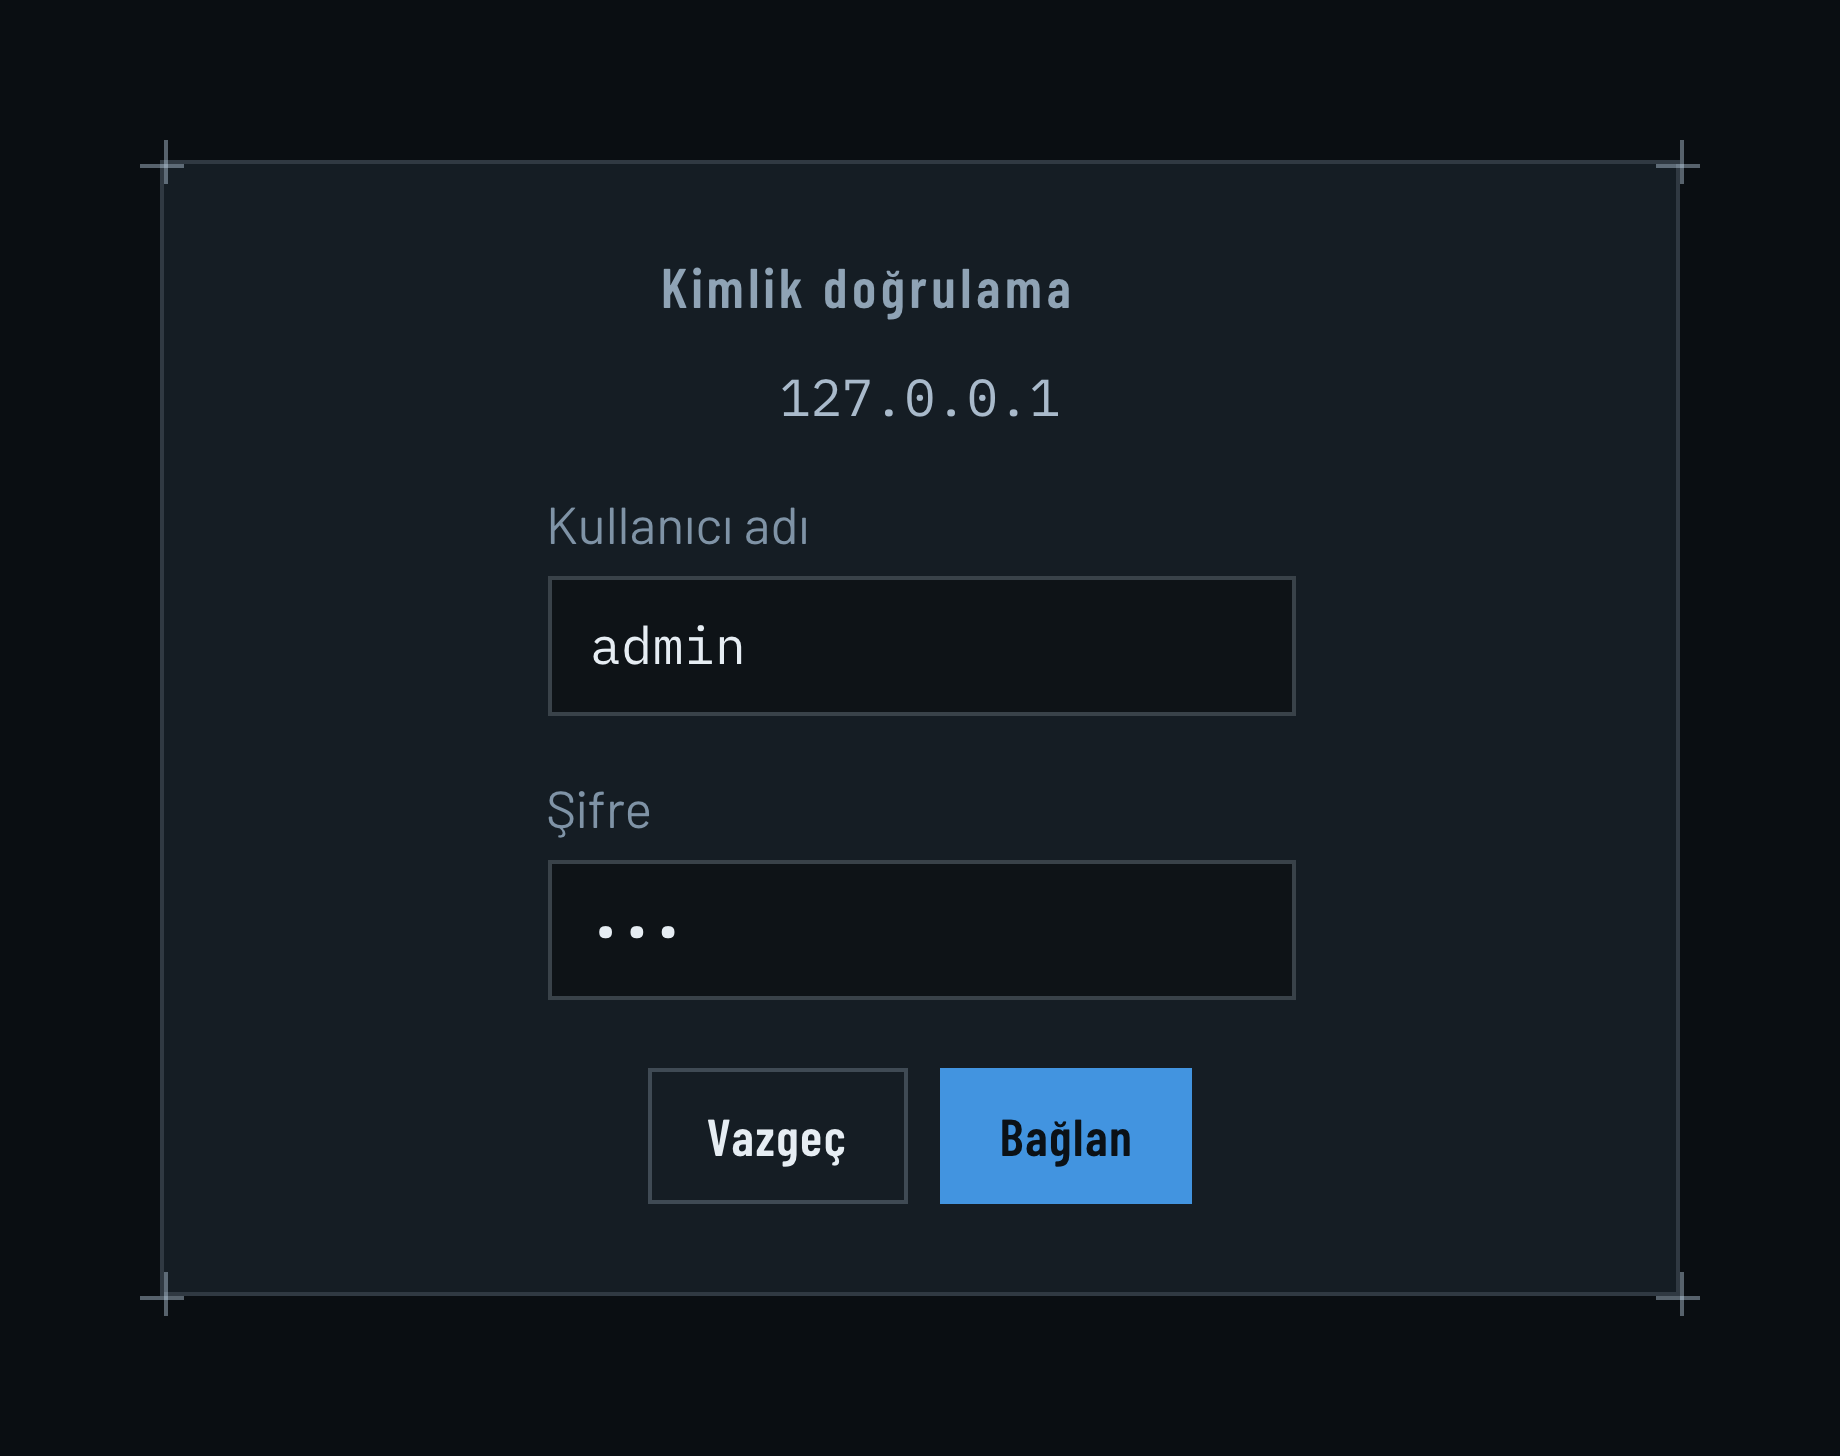 Kimlik doğrulama
127.0.0.1
Kullanıcı adı
admin
Şifre
•••
Vazgeç
Bağlan